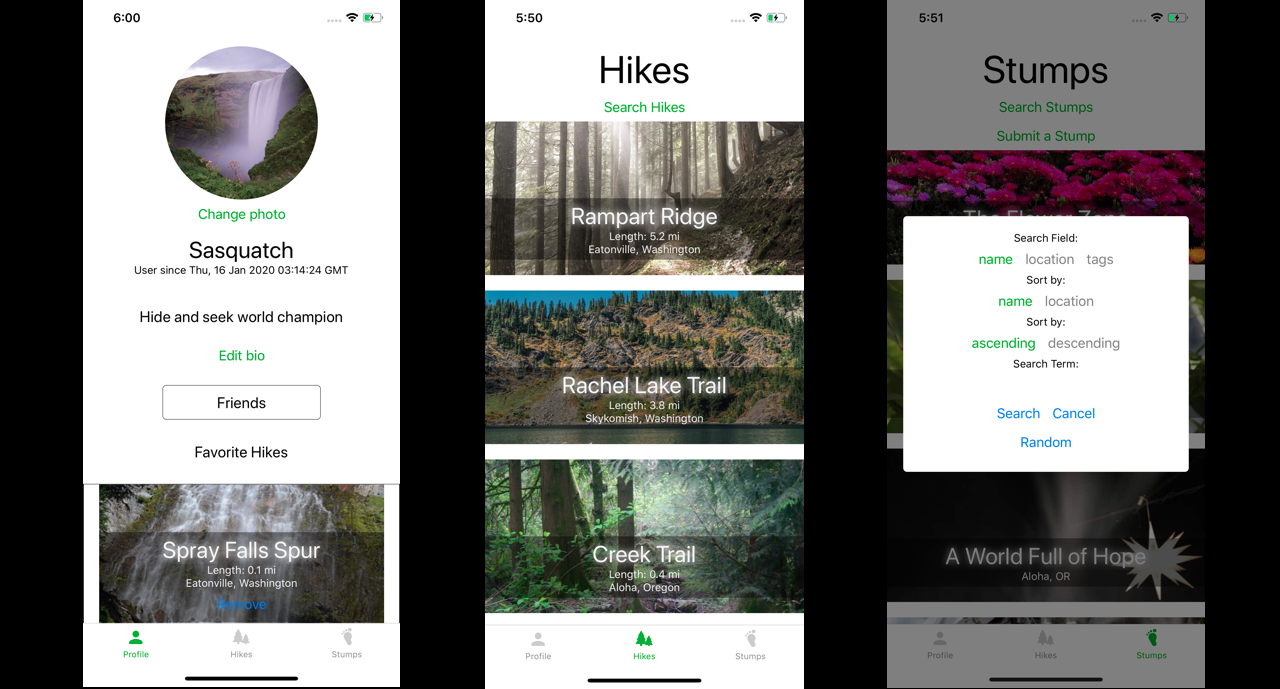 6:00
Change photo
Sasquatch
User since Thu, 16 Jan 2020 03:14:24 GMT
Hide and seek world champion
Edit bio
Friends
Favorite Hikes
Spray Falls Spur
Length: 0.1 mi
Eatonville, Washington
Remove
Profile Hikes Stumps
5:50
Hikes
Search Hikes
Rampart Ridge
Length: 5.2 mi
Eatonville, Washington
Rachel Lake Trail
Length: 3.8 mi
Skykomish, Washington
Creek Trail
Length: 0.4 mi
Aloha, Oregon
Profile Hikes Stumps
5:51
Stumps
Search Stumps
Submit a Stump
The Flower Zone
Search Field:
name location tags
Sort by:
name location
Sort by:
ascending descending
Search Term:
Search Cancel
Random
A World Full of Hope
Aloha, OR
Profile Hikes Stumps